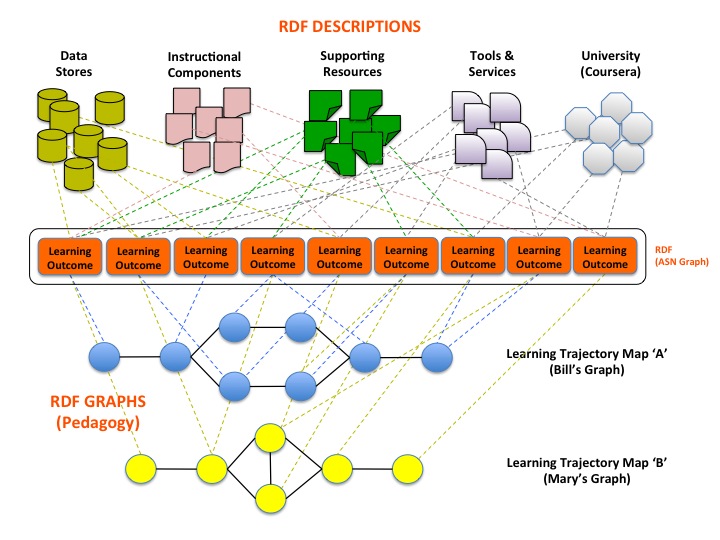 RDF DESCRIPTIONS
Data
Stores
Instructional
Components
Supporting
Resources
Tools &
Services
University
(Coursera)
Learning
Outcome
Learning
Outcome
Learning
Outcome
Learning
Outcome
Learning
Outcome
Learning
Outcome
Learning
Outcome
Learning
Outcome
Learning
Outcome
RDF
(ASN Graph)
Learning Trajectory Map ‘A’
(Bill’s Graph)
RDF GRAPHS
(Pedagogy)
Learning Trajectory Map ‘B’
(Mary’s Graph)